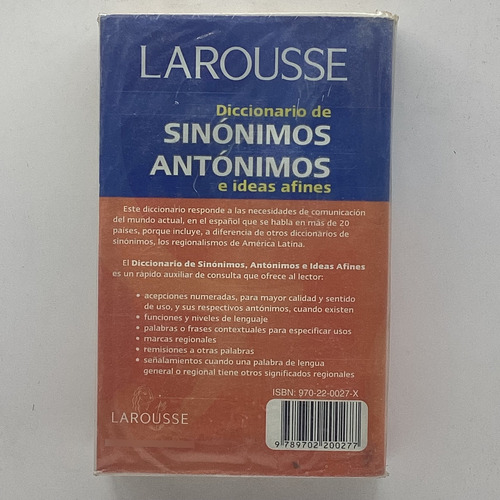 LAROUSSE
Diccionario de
SINÓNIMOS
ANTÓNIMOS
e ideas afines
Este diccionario responde a las necesidades de comunicación
del mundo actual, en el español que se habla en más de 20
países, porque incluye, a diferencia de otros diccionarios de
sinónimos, los regionalismos de América Latina.
El Diccionario de Sinónimos, Antónimos e Ideas Afines
es un rápido auxiliar de consulta que ofrece al lector:
• acepciones numeradas, para mayor calidad y sentido
de uso, y sus respectivos antónimos, cuando existen
• funciones y niveles de lenguaje
• palabras o frases contextuales para especificar usos
• marcas regionales
• remisiones a otras palabras
• señalamientos cuando una palabra de lengua
general o regional tiene otros significados regionales
ISBN: 970-22-0027-X
LAROUSSE
9 789702 200277